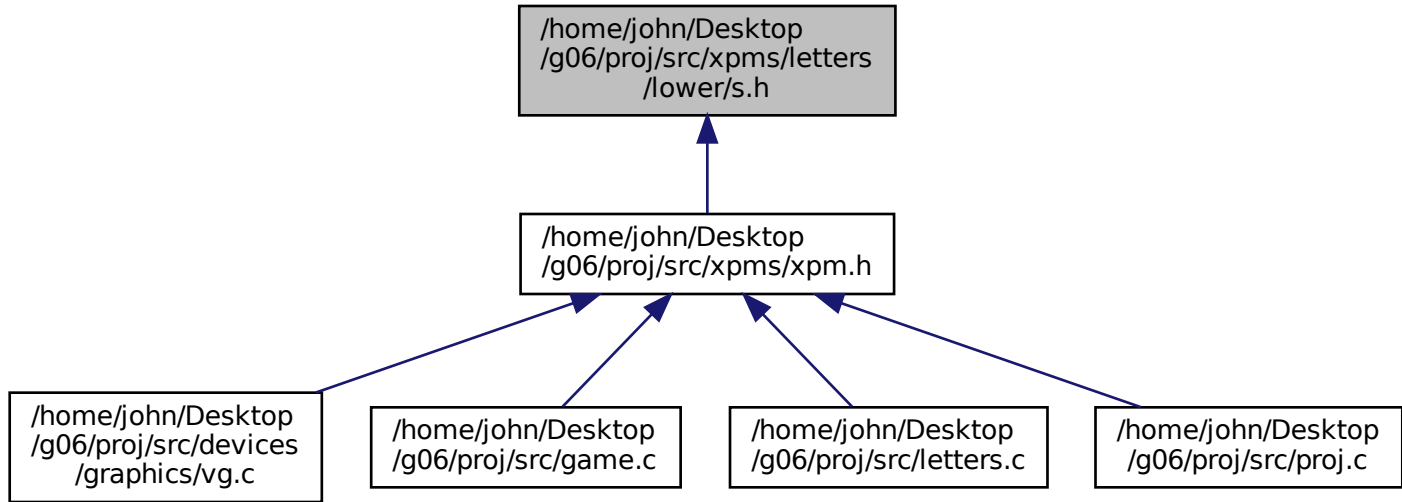 /home/john/Desktop
/g06/proj/src/xpms/letters
/lower/s.h
/home/john/Desktop
/g06/proj/src/xpms/xpm.h
/home/john/Desktop
/g06/proj/src/devices
/graphics/vg.c
/home/john/Desktop
/g06/proj/src/game.c
/home/john/Desktop
/g06/proj/src/letters.c
/home/john/Desktop
/g06/proj/src/proj.c